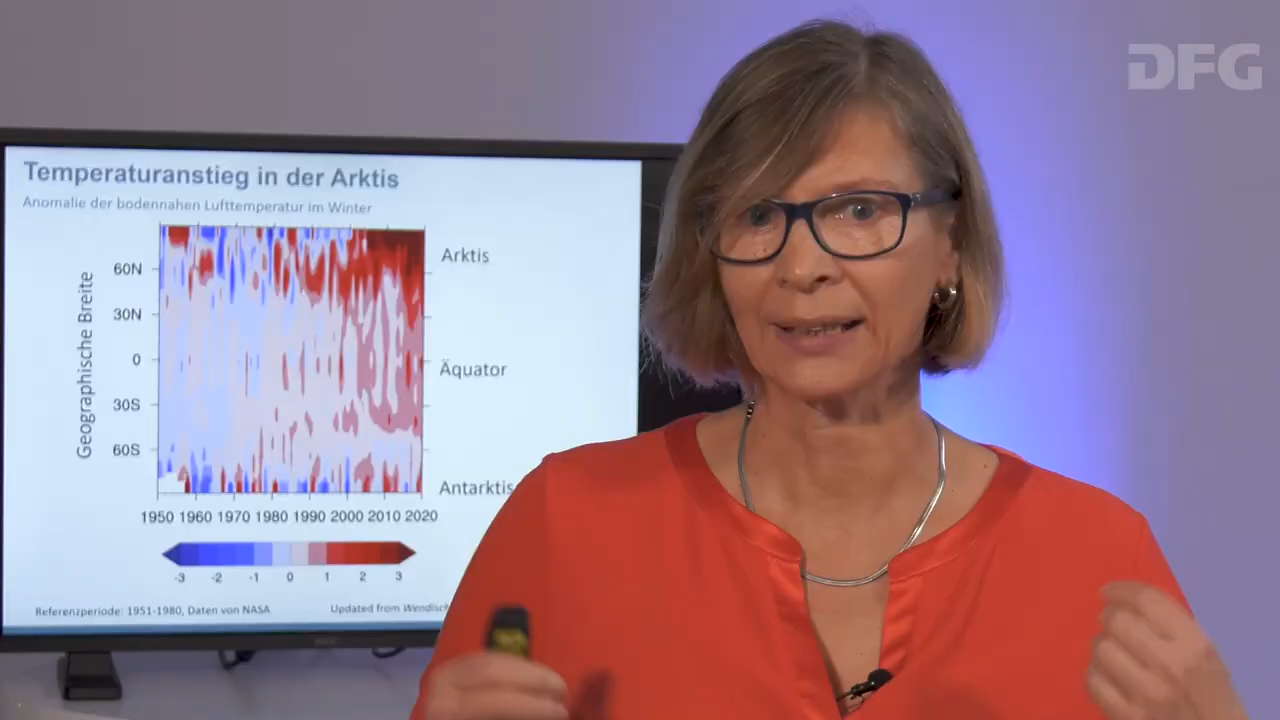 DFG
Temperaturanstieg in der Arktis
Anomalie der bodennahen Lufttemperatur im Winter
Geographische Breite
60N
30N
0
30S
60S
Arktis
Äquator
Antarktis
1950 1960 1970 1980 1990 2000 2010 2020
-3 -2 -1 0 1 2 3
Referenzperiode: 1951-1980, Daten von NASA
Updated from Wendisch